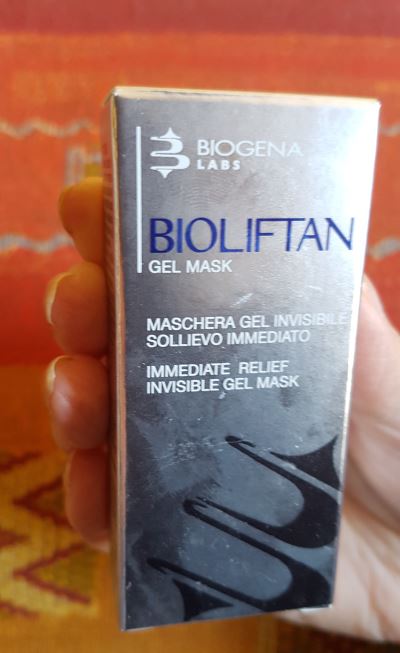 BIOGENA
LABS
BIOLIFTAN
GEL MASK
MASCHERA GEL INVISIBILE
SOLLIEVO IMMEDIATO
IMMEDIATE RELIEF
INVISIBLE GEL MASK